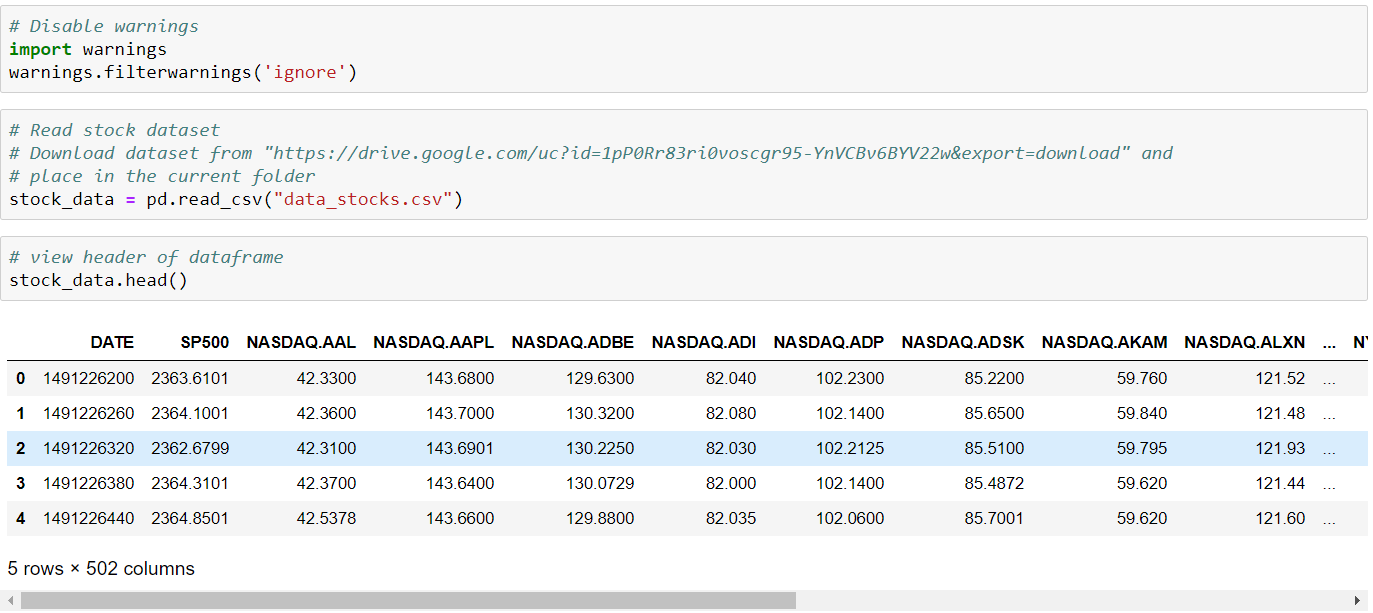 # Disable warnings
import warnings
warnings.filterwarnings('ignore')
# Read stock dataset
# Download dataset from "https://drive.google.com/uc?id=1pP0Rr83ri0voscgr95-YnVCBv6BYV22w&export=download" and
# place in the current folder
stock_data = pd.read_csv("data_stocks.csv")
# view header of dataframe
stock_data.head()
DATE SP500 NASDAQ.AAL NASDAQ.AAPL NASDAQ.ADBE NASDAQ.ADI NASDAQ.ADP NASDAQ.ADSK NASDAQ.AKAM NASDAQ.ALXN ...
0 1491226200 2363.6101 42.3300 143.6800 129.6300 82.040 102.2300 85.2200 59.760 121.52 ...
1 1491226260 2364.1001 42.3600 143.7000 130.3200 82.080 102.1400 85.6500 59.840 121.48 ...
2 1491226320 2362.6799 42.3100 143.6901 130.2250 82.030 102.2125 85.5100 59.795 121.93 ...
3 1491226380 2364.3101 42.3700 143.6400 130.0729 82.000 102.1400 85.4872 59.620 121.44 ...
4 1491226440 2364.8501 42.5378 143.6600 129.8800 82.035 102.0600 85.7001 59.620 121.60 ...
5 rows × 502 columns